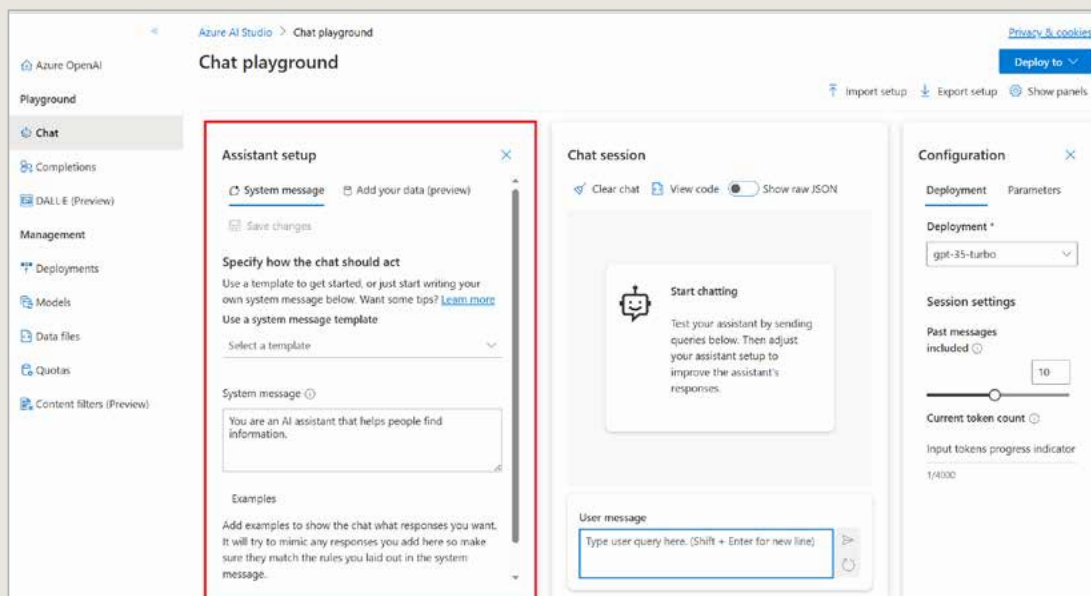 Azure AI Studio > Chat playground
Privacy & cookies
Chat playground
Deploy to
Import setup
Export setup
Show panels
Azure OpenAI
Playground
Chat
Completions
DALL·E (Preview)
Management
Deployments
Models
Data files
Quotas
Content filters (Preview)
Assistant setup
System message
Add your data (preview)
Save changes
Specify how the chat should act
Use a template to get started, or just start writing your
own system message below. Want some tips? Learn more
Use a system message template
Select a template
System message
You are an AI assistant that helps people find
information.
Examples
Add examples to show the chat what responses you want.
It will try to mimic any responses you add here so make
sure they match the rules you laid out in the system
message.
Chat session
Clear chat
View code
Show raw JSON
Start chatting
Test your assistant by sending
queries below. Then adjust
your assistant setup to
improve the assistant's
responses.
User message
Type user query here. (Shift + Enter for new line)
Configuration
Deployment
Parameters
Deployment *
gpt-35-turbo
Session settings
Past messages
included
10
Current token count
Input tokens progress indicator
1/4000